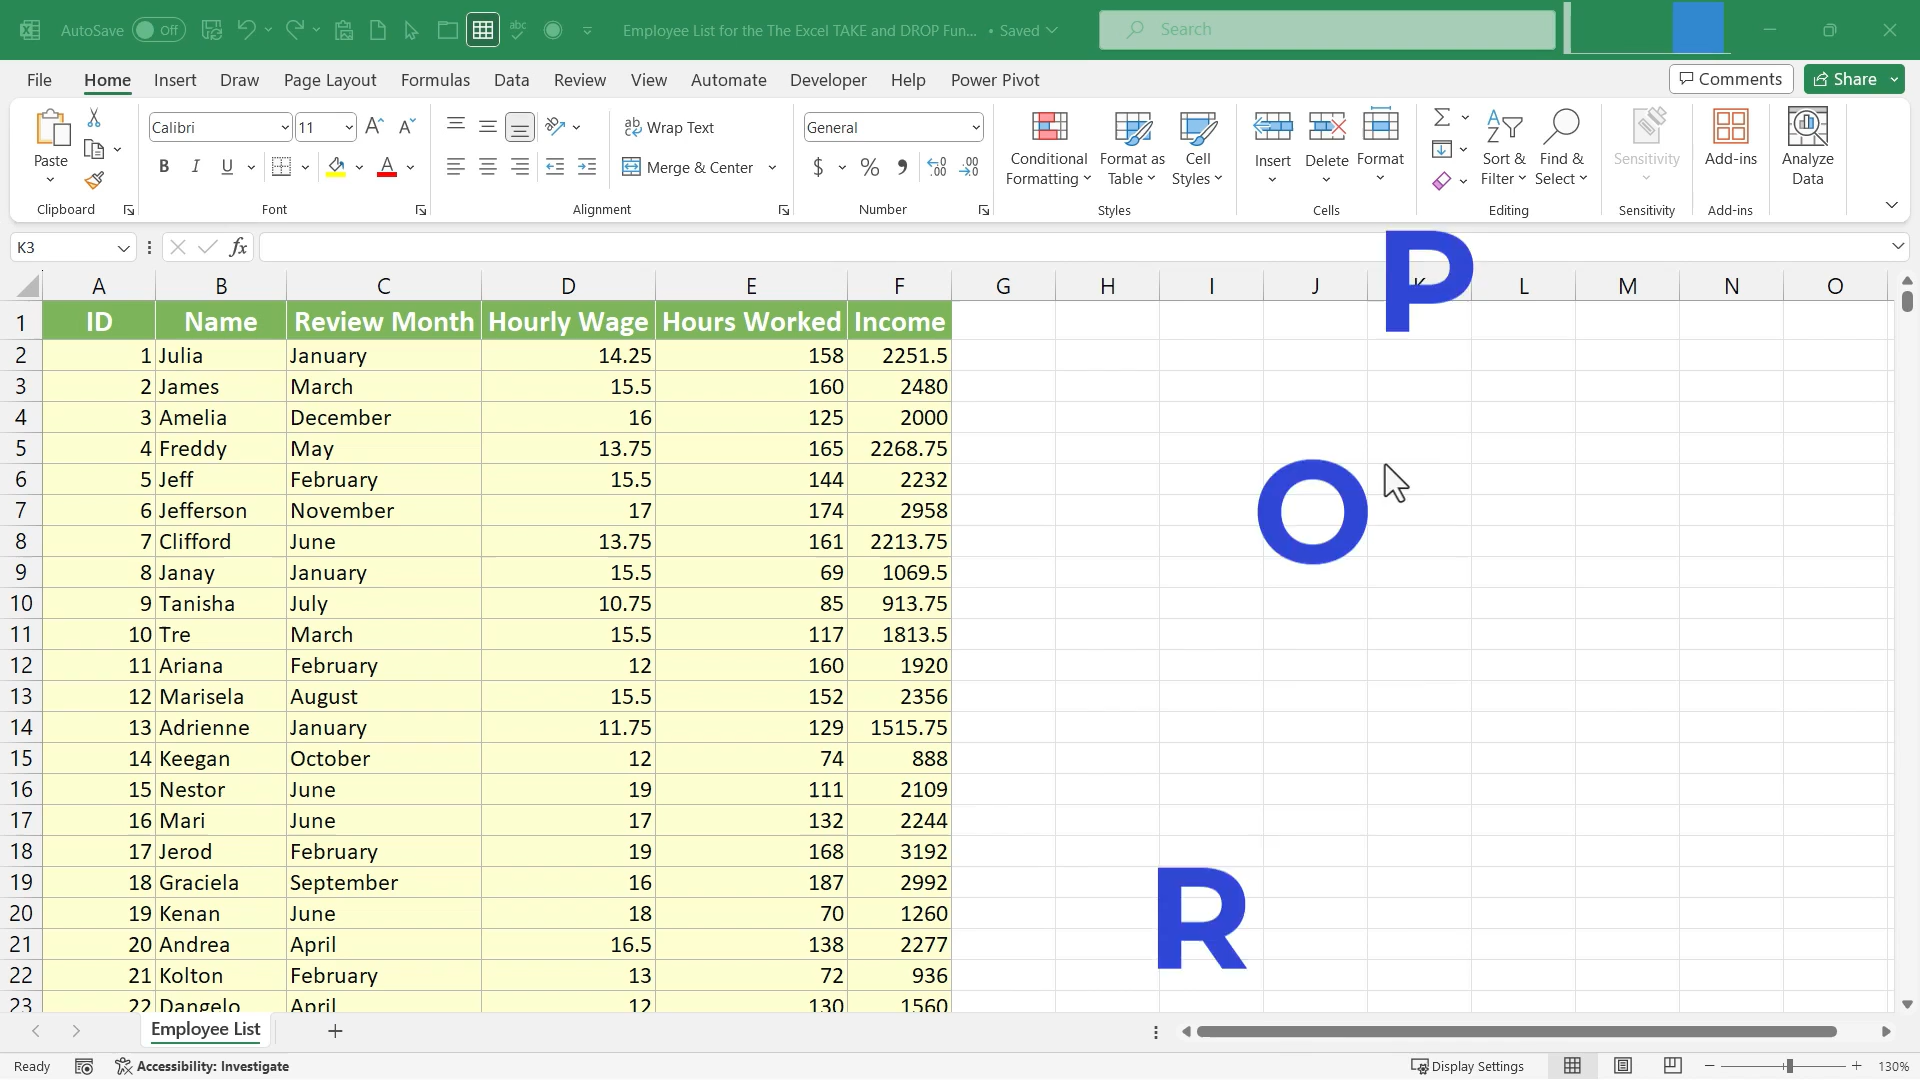 AutoSave Off Employee List for the The Excel TAKE and DROP Fun... • Saved Search
File Home Insert Draw Page Layout Formulas Data Review View Automate Developer Help Power Pivot Comments Share
Paste Calibri 11 Wrap Text General Conditional Formatting Format as Table Cell Styles Insert Delete Format Sort & Filter Find & Select Sensitivity Add-ins Analyze Data
B I U A Merge & Center $ %
Clipboard Font Alignment Number Styles Cells Editing Sensitivity Add-ins
K3 fx
P
A B C D E F G H I J K L M N O
1 ID Name Review Month Hourly Wage Hours Worked Income
2 1 Julia January 14.25 158 2251.5
3 2 James March 15.5 160 2480
4 3 Amelia December 16 125 2000
5 4 Freddy May 13.75 165 2268.75
6 5 Jeff February 15.5 144 2232
7 6 Jefferson November 17 174 2958
O
8 7 Clifford June 13.75 161 2213.75
9 8 Janay January 15.5 69 1069.5
10 9 Tanisha July 10.75 85 913.75
11 10 Tre March 15.5 117 1813.5
12 11 Ariana February 12 160 1920
13 12 Marisela August 15.5 152 2356
14 13 Adrienne January 11.75 129 1515.75
15 14 Keegan October 12 74 888
16 15 Nestor June 19 111 2109
17 16 Mari June 17 132 2244
18 17 Jerod February 19 168 3192
19 18 Graciela September 16 187 2992
20 19 Kenan June 18 70 1260
R
21 20 Andrea April 16.5 138 2277
22 21 Kolton February 13 72 936
23 22 Dangelo April 12 130 1560
Employee List
Ready Accessibility: Investigate Display Settings 130%